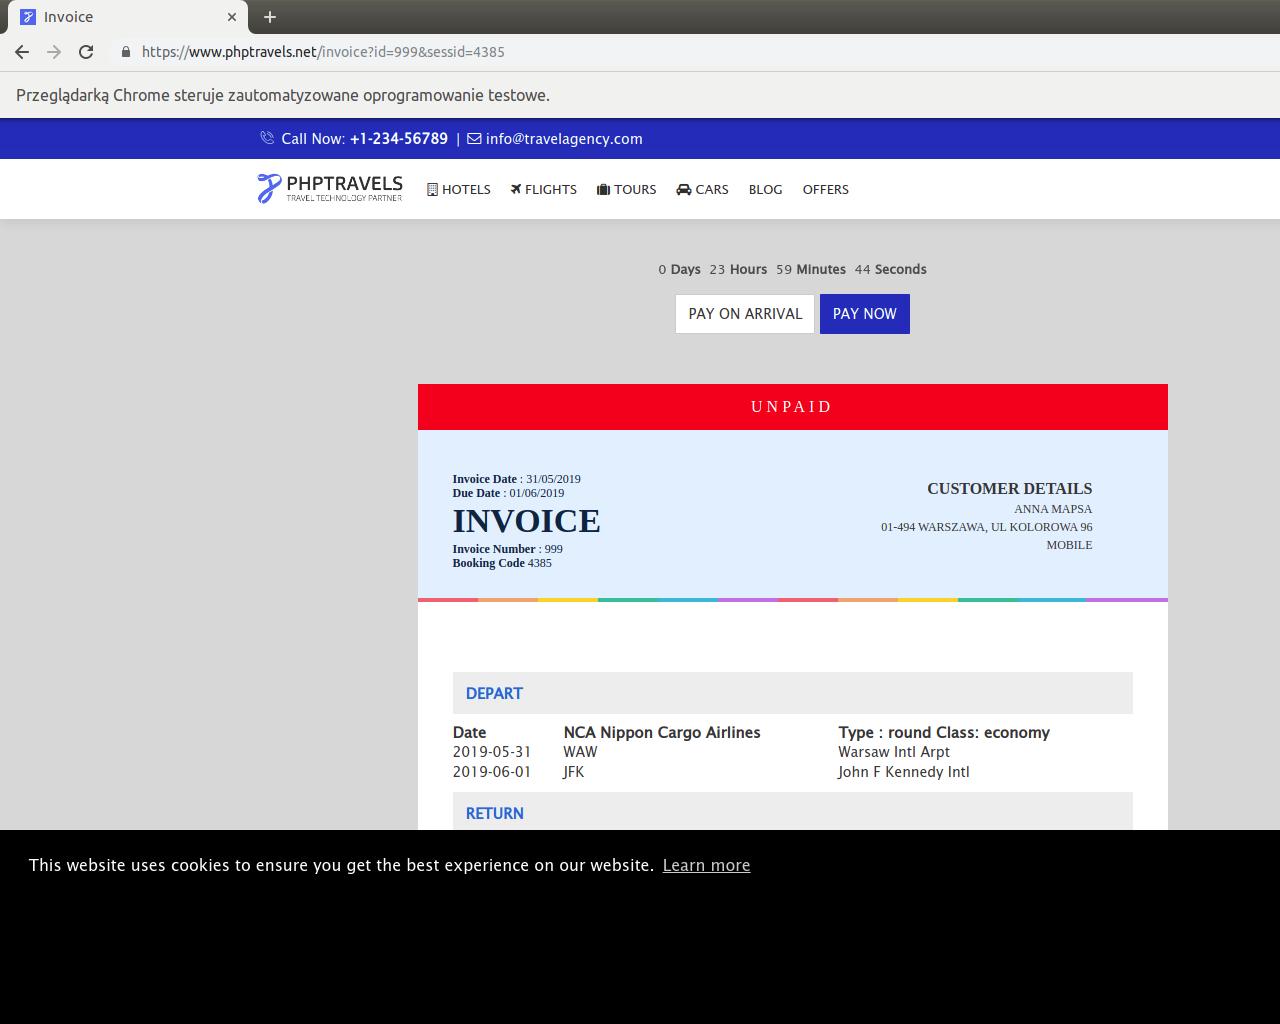 Invoice
https://www.phptravels.net/invoice?id=999&sessid=4385
Przeglądarką Chrome steruje zautomatyzowane oprogramowanie testowe.
Call Now: +1-234-56789 | info@travelagency.com
PHPTRAVELS
TRAVEL TECHNOLOGY PARTNER
HOTELS FLIGHTS TOURS CARS BLOG OFFERS
0 Days 23 Hours 59 Minutes 44 Seconds
PAY ON ARRIVAL PAY NOW
UNPAID
Invoice Date : 31/05/2019
Due Date : 01/06/2019
INVOICE
Invoice Number : 999
Booking Code 4385
CUSTOMER DETAILS
ANNA MAPSA
01-494 WARSZAWA, UL KOLOROWA 96
MOBILE
DEPART
Date NCA Nippon Cargo Airlines Type : round Class: economy
2019-05-31 WAW Warsaw Intl Arpt
2019-06-01 JFK John F Kennedy Intl
RETURN
This website uses cookies to ensure you get the best experience on our website. Learn more